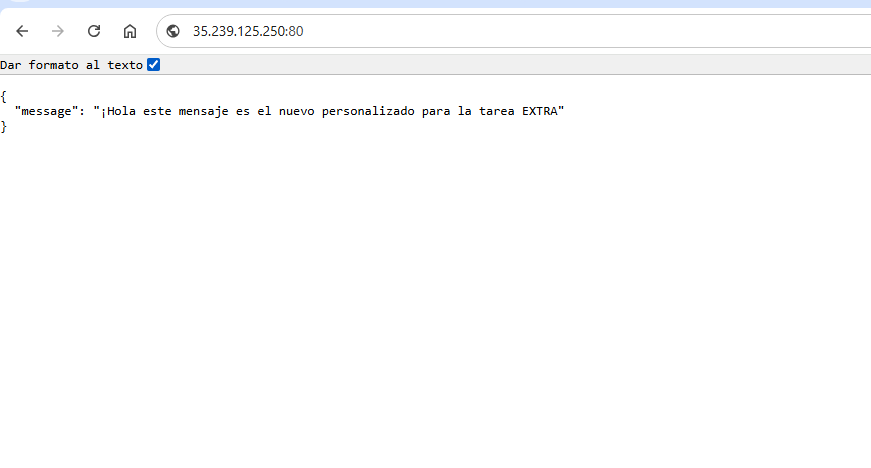 35.239.125.250:80
Dar formato al texto
{
  "message": "¡Hola este mensaje es el nuevo personalizado para la tarea EXTRA"
}